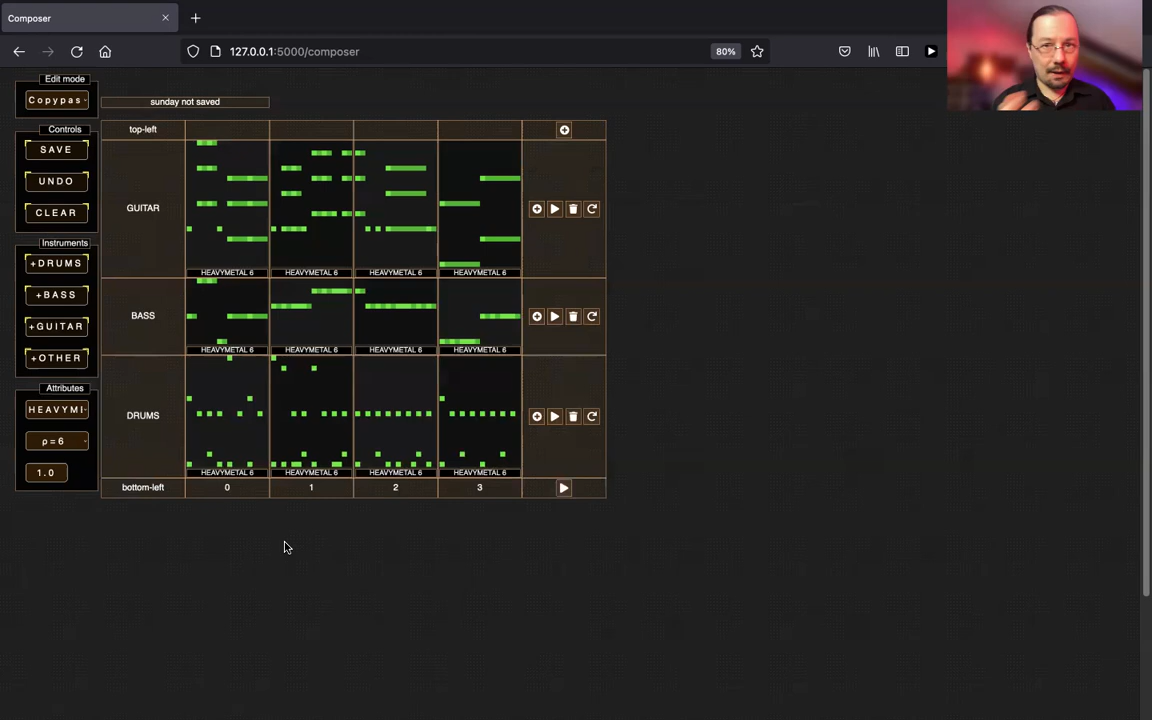 Composer
127.0.0.1:5000/composer
80%
Edit mode
Copypas
sunday not saved
Controls
SAVE
UNDO
CLEAR
Instruments
+DRUMS
+BASS
+GUITAR
+OTHER
Attributes
HEAVYM
ρ=6
1.0
top-left
GUITAR
HEAVYMETAL 6 HEAVYMETAL 6 HEAVYMETAL 6 HEAVYMETAL 6
BASS
HEAVYMETAL 6 HEAVYMETAL 6 HEAVYMETAL 6 HEAVYMETAL 6
DRUMS
HEAVYMETAL 6 HEAVYMETAL 6 HEAVYMETAL 6 HEAVYMETAL 6
bottom-left 0 1 2 3